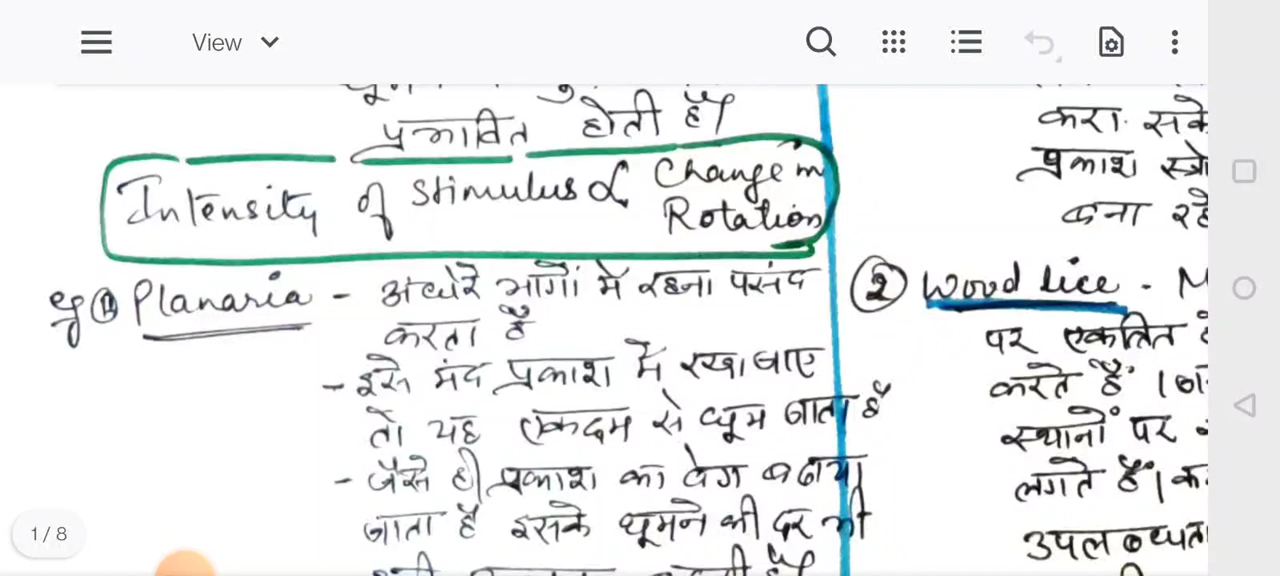 View
प्रभावित होती है।
Intensity of Stimulus ∝ Change in Rotation
eg ① Planaria - अंधेरे भागों में रहना पसंद
करता है
- इसे मंद प्रकाश में रखा जाए
तो यह एकदम से घूम जाता है
- जैसे ही प्रकाश का वेग बढाया
जाता है इसके घूमने की दर भी
करा सके
प्रकाश स्त्रो
बना रहे
② Wood lice - M
पर एकत्रित
करते हैं।
स्थानों पर
लगते हैं। क
उपलब्धता
1 / 8